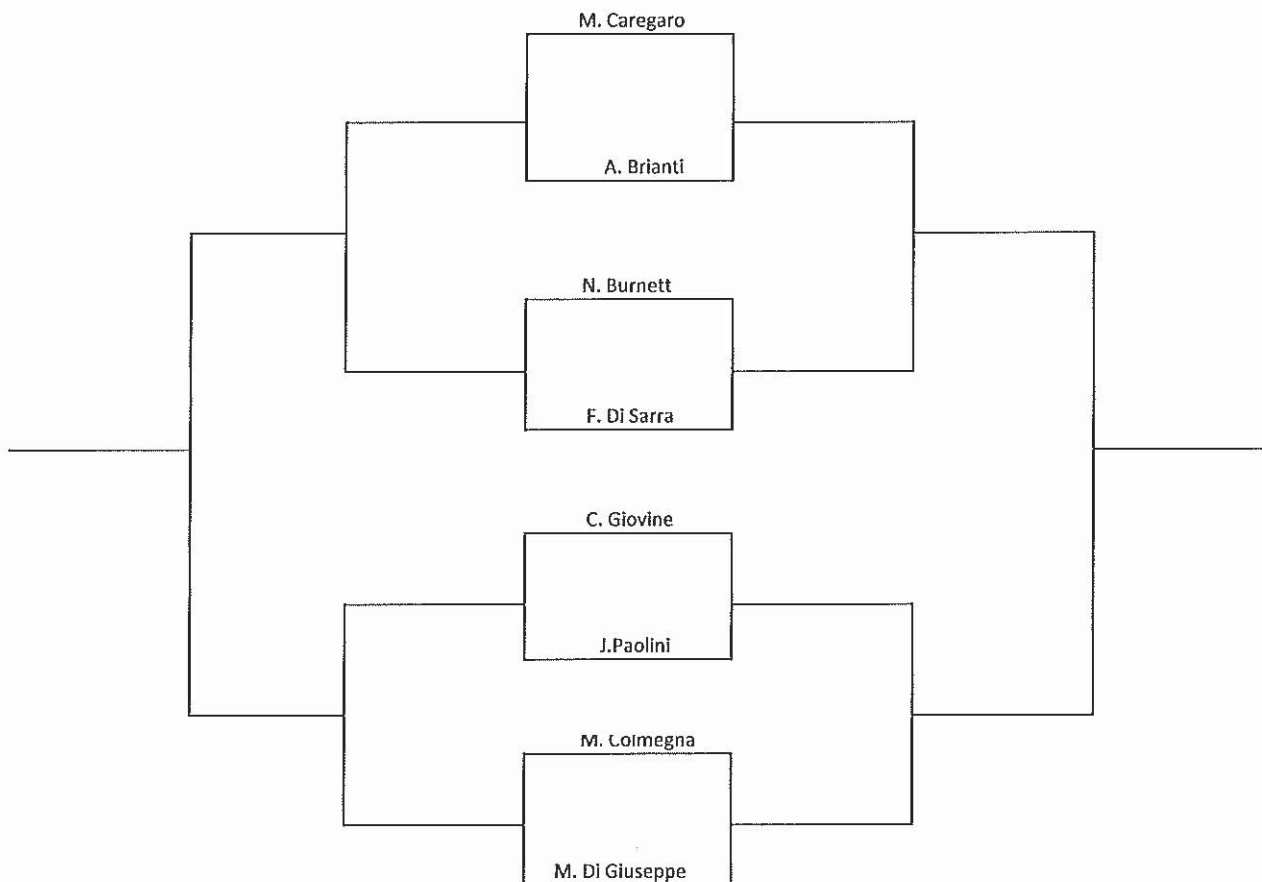 M. Caregaro
A. Brianti
N. Burnett
F. Di Sarra
C. Giovine
J.Paolini
M. Colmegna
M. Di Giuseppe